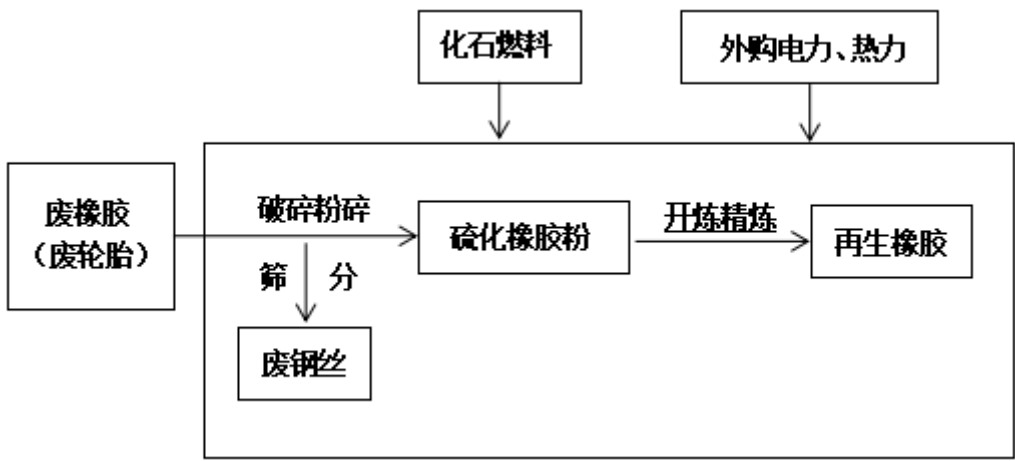 化石燃料
外购电力、热力
废橡胶
（废轮胎）
破碎粉碎
硫化橡胶粉
开炼精炼
再生橡胶
筛 分
废钢丝